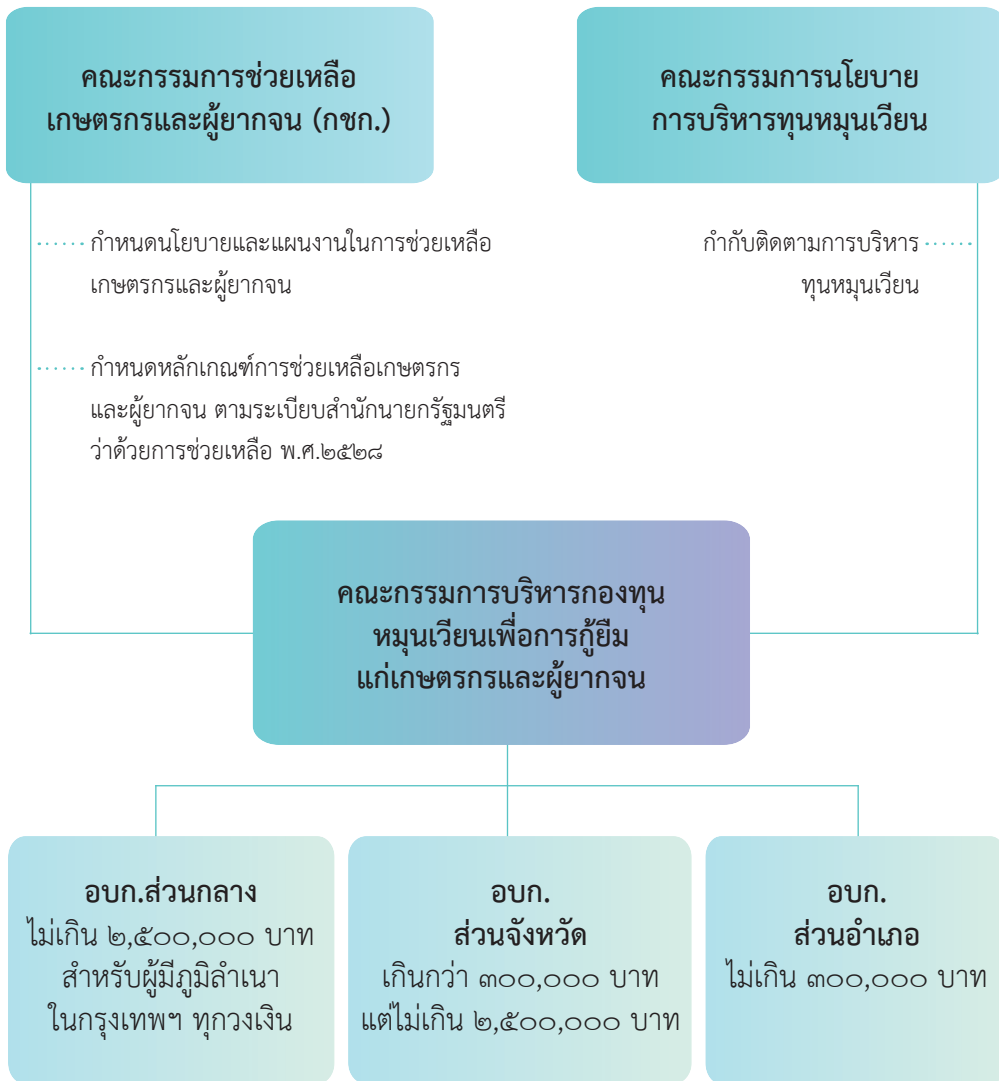 คณะกรรมการช่วยเหลือ
เกษตรกรและผู้ยากจน (กชก.)
คณะกรรมการนโยบาย
การบริหารทุนหมุนเวียน
กำหนดนโยบายและแผนงานในการช่วยเหลือ
เกษตรกรและผู้ยากจน
กำกับติดตามการบริหาร
ทุนหมุนเวียน
กำหนดหลักเกณฑ์การช่วยเหลือเกษตรกร
และผู้ยากจน ตามระเบียบสำนักนายกรัฐมนตรี
ว่าด้วยการช่วยเหลือ พ.ศ.๒๕๒๘
คณะกรรมการบริหารกองทุน
หมุนเวียนเพื่อการกู้ยืม
แก่เกษตรกรและผู้ยากจน
อบก.ส่วนกลาง
ไม่เกิน ๒,๕๐๐,๐๐๐ บาท
สำหรับผู้มีภูมิลำเนา
ในกรุงเทพฯ ทุกวงเงิน
อบก.
ส่วนจังหวัด
เกินกว่า ๓๐๐,๐๐๐ บาท
แต่ไม่เกิน ๒,๕๐๐,๐๐๐ บาท
อบก.
ส่วนอำเภอ
ไม่เกิน ๓๐๐,๐๐๐ บาท